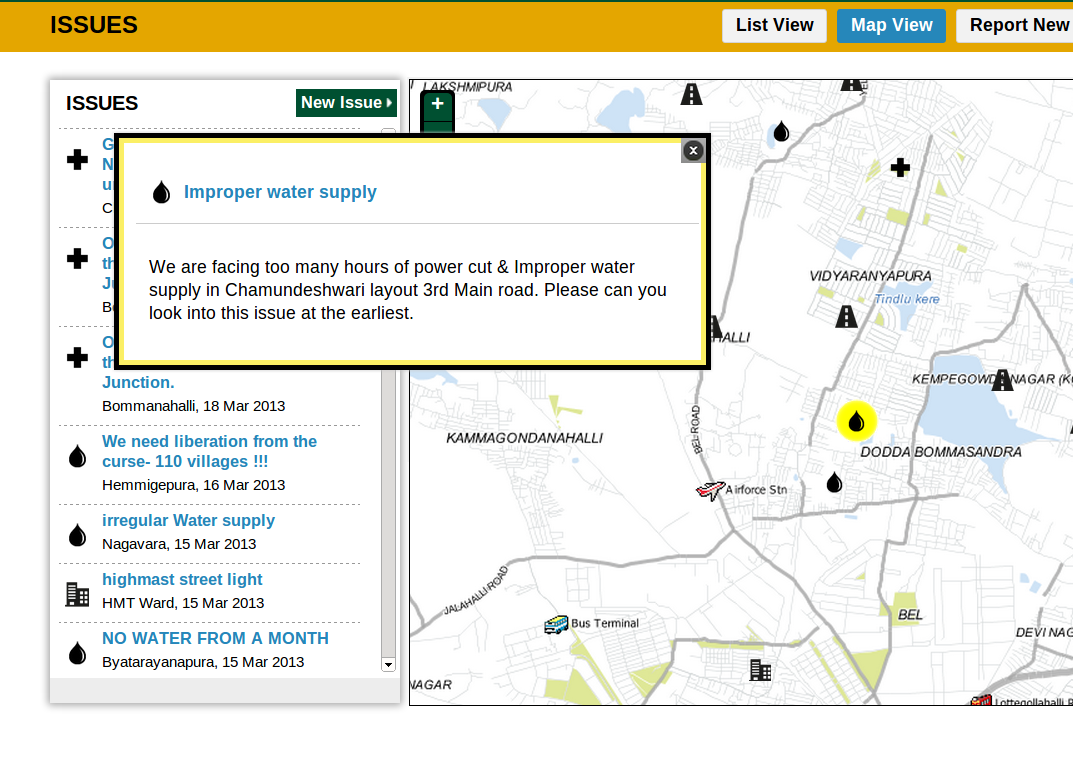 ISSUES
List View
Map View
Report New
ISSUES
New Issue
Junction.
Bommanahalli, 18 Mar 2013
We need liberation from the
curse- 110 villages !!!
Hemmigepura, 16 Mar 2013
irregular Water supply
Nagavara, 15 Mar 2013
highmast street light
HMT Ward, 15 Mar 2013
NO WATER FROM A MONTH
Byatarayanapura, 15 Mar 2013
Improper water supply
x
We are facing too many hours of power cut & Improper water
supply in Chamundeshwari layout 3rd Main road. Please can you
look into this issue at the earliest.
+
LAKSHMIPURA
VIDYARANYAPURA
Tindlu kere
HALLI
KEMPEGOWDA NAGAR (K
KAMMAGONDANAHALLI
BEL ROAD
DODDA BOMMASANDRA
Airforce Stn
JALAHALLI ROAD
Bus Terminal
BEL
DEVI NAG
NAGAR
Lottegollahalli R